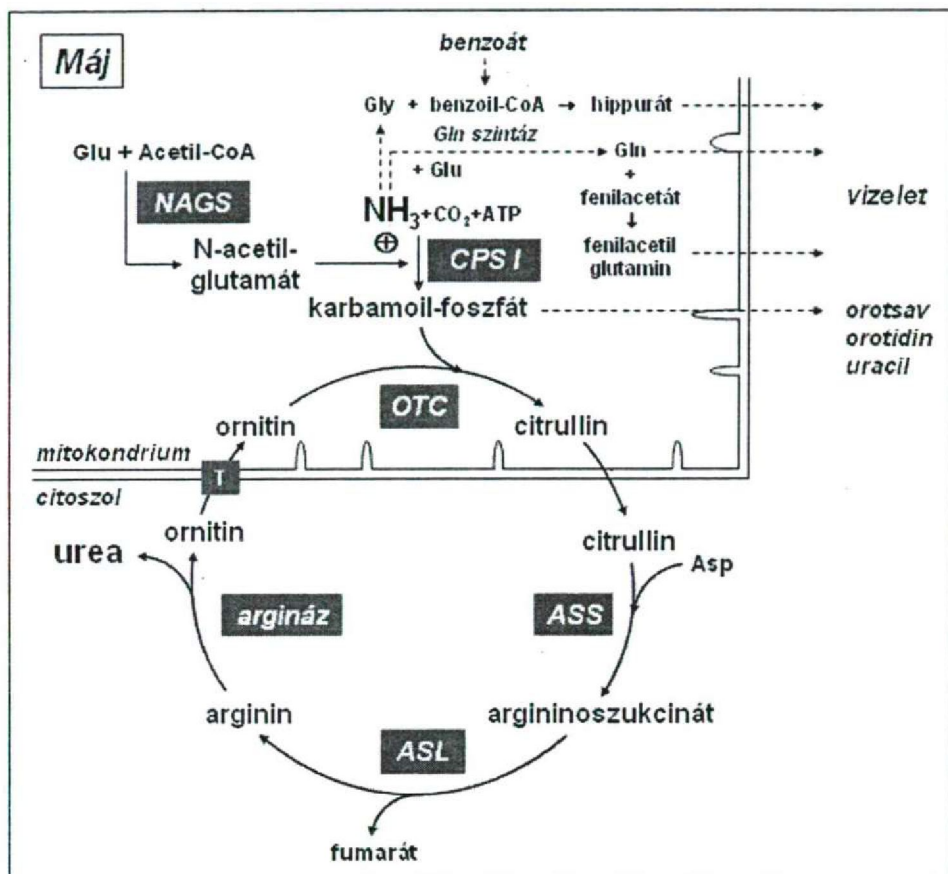 Máj
benzoát
Gly + benzoil-CoA → hippurát
Gln szintáz
Glu + Acetil-CoA
+ Glu
Gln
+
fenilacetát
fenilacetil
glutamin
NAGS
NH₃+CO₂+ATP
⊕
N-acetil-
glutamát
CPS I
karbamoil-foszfát
vizelet
orotsav
orotidin
uracil
OTC
ornitin
citrullin
mitokondrium
T
citoszol
ornitin
citrullin
urea
Asp
argináz
ASS
arginin
argininoszukcinát
ASL
fumarát